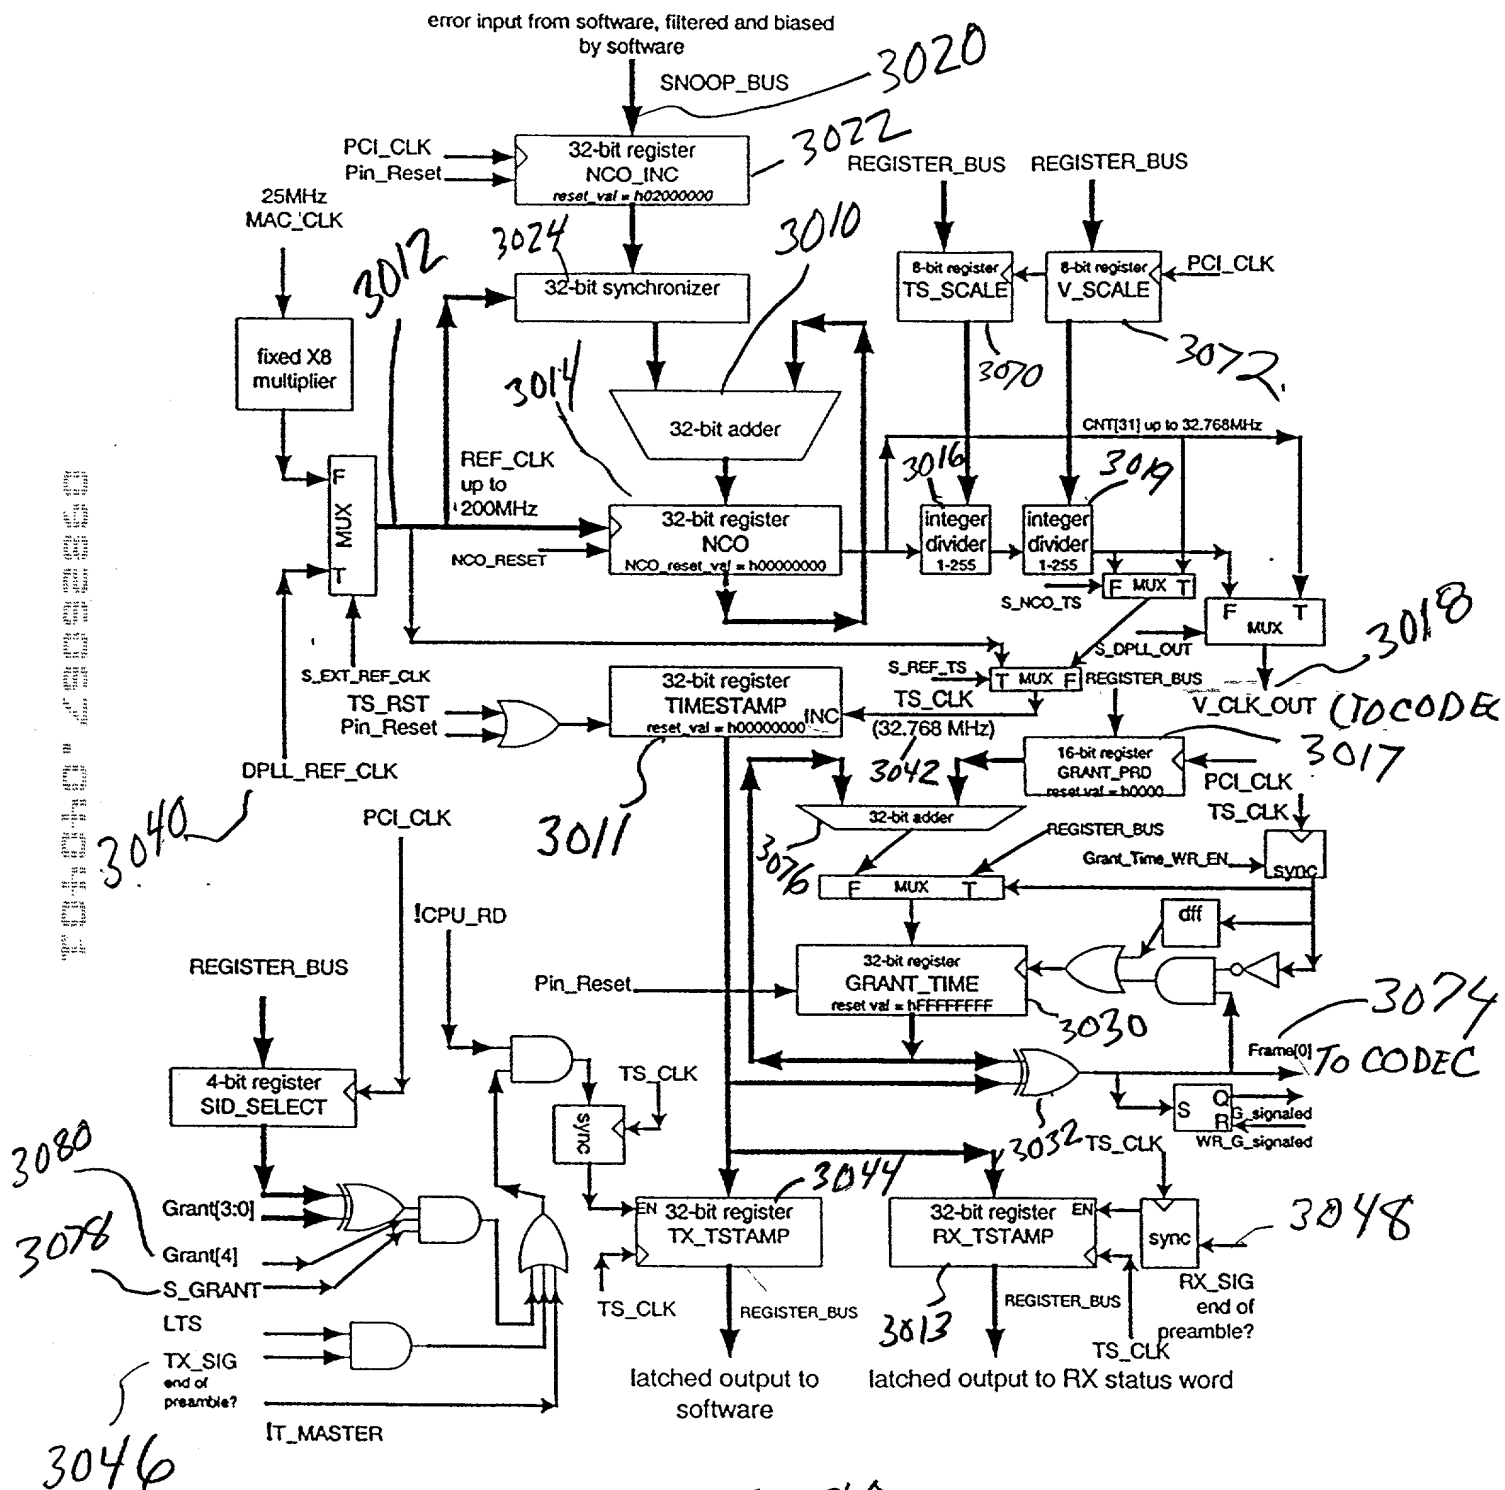 error input from software, filtered and biased
by software
SNOOP_BUS
3020
PCI_CLK
Pin_Reset
32-bit register
NCO_INC
reset_val = h02000000
3022
REGISTER_BUS
REGISTER_BUS
25MHz
MAC_CLK
3024
32-bit synchronizer
3010
3012
8-bit register
TS_SCALE
8-bit register
V_SCALE
PCI_CLK
3070
3072
fixed X8
multiplier
3014
32-bit adder
CNT[31] up to 32.768MHz
F
MUX
T
REF_CLK
up to
200MHz
3016
3019
32-bit register
NCO
NCO_reset_val = h00000000
NCO_RESET
integer
divider
1-255
integer
divider
1-255
S_NCO_TS
F MUX T
F T
MUX
S_DPLL_OUT
3018
S_EXT_REF_CLK
S_REF_TS
T MUX F
REGISTER_BUS
V_CLK_OUT (TO CODEC
TS_RST
Pin_Reset
32-bit register
TIMESTAMP
reset_val = h00000000
INC
TS_CLK
(32.768 MHz)
3042
3011
16-bit register
GRANT_PRD
reset val = h0000
3017
PCI_CLK
DPLL_REF_CLK
3040
PCI_CLK
TS_CLK
32-bit adder
3076
REGISTER_BUS
Grant_Time_WR_EN
sync
F MUX T
!CPU_RD
dff
REGISTER_BUS
Pin_Reset
32-bit register
GRANT_TIME
reset val = hFFFFFFFF
3030
3074
Frame[0]
TO CODEC
4-bit register
SID_SELECT
TS_CLK
sync
S Q
R
G_signaled
WR_G_signaled
3032
TS_CLK
3080
Grant[3:0]
Grant[4]
3078
S_GRANT
3044
EN
32-bit register
TX_TSTAMP
32-bit register
RX_TSTAMP
EN
sync
3048
TS_CLK
REGISTER_BUS
3013
REGISTER_BUS
RX_SIG
end of
preamble?
TS_CLK
LTS
TX_SIG
end of
preamble?
!T_MASTER
3046
latched output to
software
latched output to RX status word